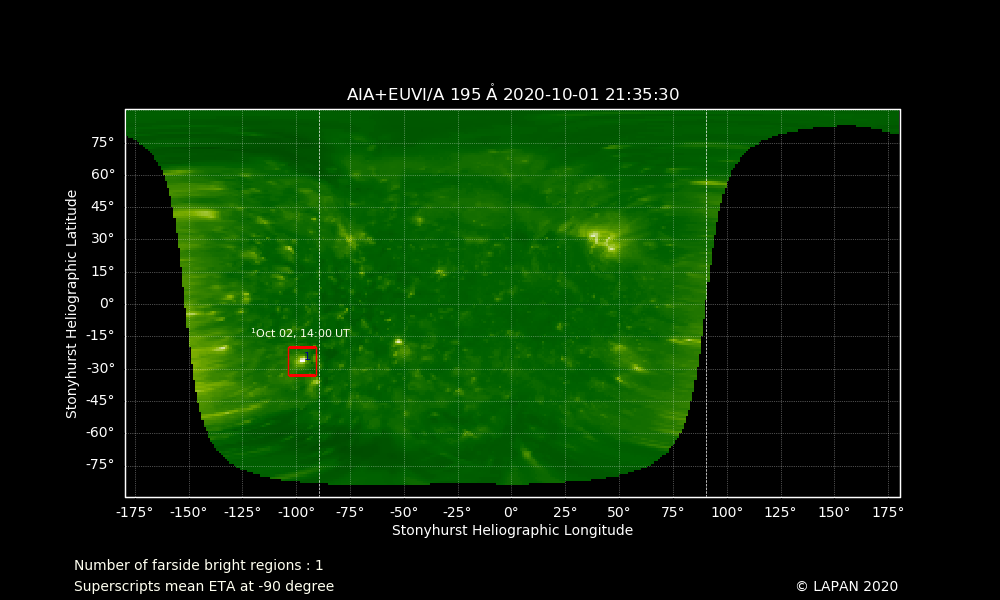 AIA+EUVI/A 195 Å 2020-10-01 21:35:30
Stonyhurst Heliographic Latitude
75°
60°
45°
30°
15°
0°
-15°
-30°
-45°
-60°
-75°
¹Oct 02, 14:00 UT
1
-175° -150° -125° -100° -75° -50° -25° 0° 25° 50° 75° 100° 125° 150° 175°
Stonyhurst Heliographic Longitude
Number of farside bright regions : 1
Superscripts mean ETA at -90 degree
© LAPAN 2020